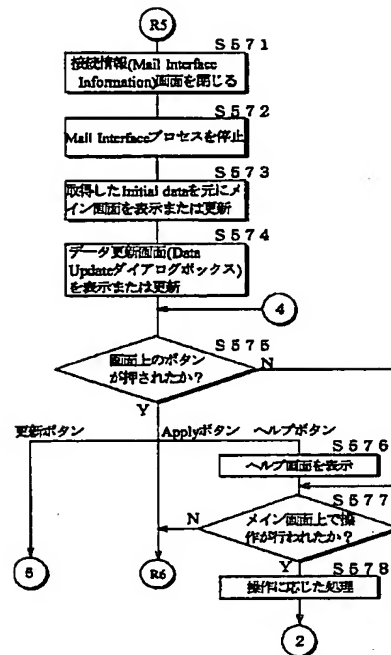 R5
S571
接続情報(Mail Interface
Information)画面を閉じる
S572
Mail Interfaceプロセスを停止
S573
取得したInitial dataを元にメ
イン画面を表示または更新
S574
データ更新画面(Data
Updateダイアログボックス)
を表示または更新
4
S575
画面上のボタン
が押されたか?
N
Y
更新ボタン
Applyボタン
ヘルプボタン
S576
ヘルプ画面を表示
S577
メイン画面上で操
作が行われたか?
N
Y
S578
操作に応じた処理
5
R6
2